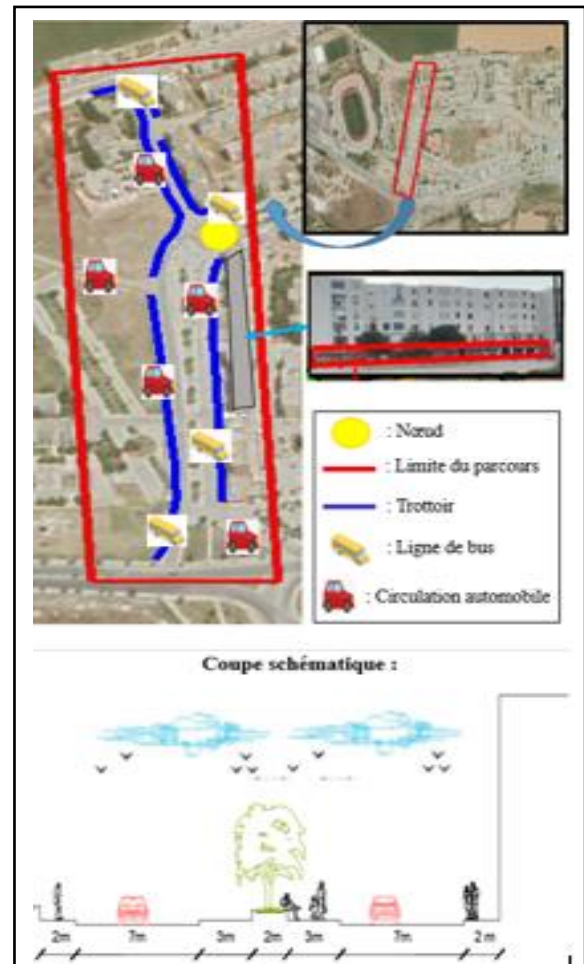 : Nœud
: Limite du parcours
: Trottoir
: Ligne de bus
: Circulation automobile
Coupe schématique :
2m 7m 3m 2m 3m 7m 2 m